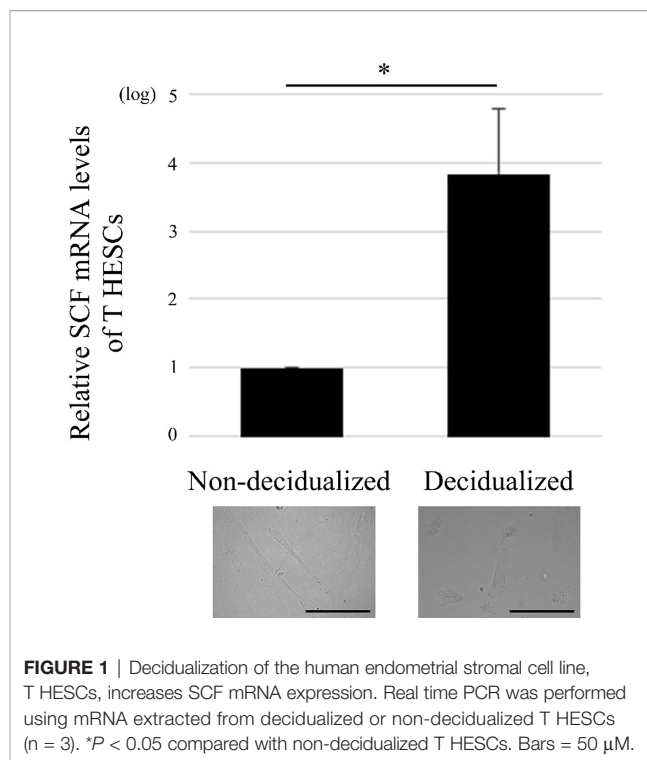 *
(log)
5
4
3
2
1
0
Relative SCF mRNA levels
of T HESCs
Non-decidualized Decidualized
FIGURE 1 | Decidualization of the human endometrial stromal cell line,
T HESCs, increases SCF mRNA expression. Real time PCR was performed
using mRNA extracted from decidualized or non-decidualized T HESCs
(n = 3). *P < 0.05 compared with non-decidualized T HESCs. Bars = 50 μM.